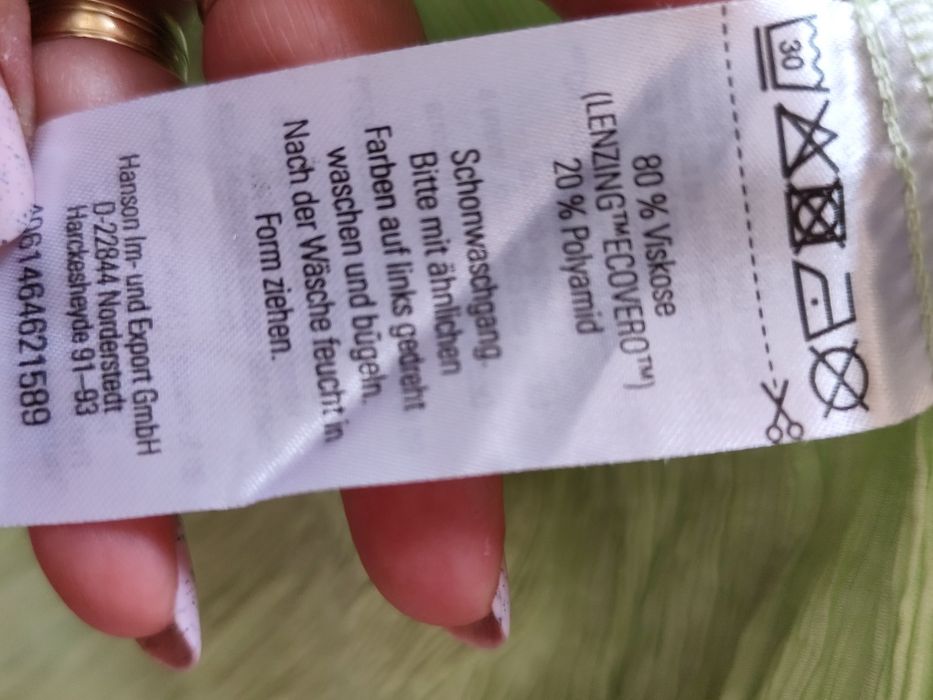 30
80 % Viskose
(LENZING™ECOVERO™)
20 % Polyamid
Schonwaschgang.
Bitte mit ähnlichen
Farben auf links gedreht
waschen und bügeln.
Nach der Wäsche feucht in
Form ziehen.
Hanson Im- und Export GmbH
D-22844 Norderstedt
Harckesheyde 91–93
4061464621589